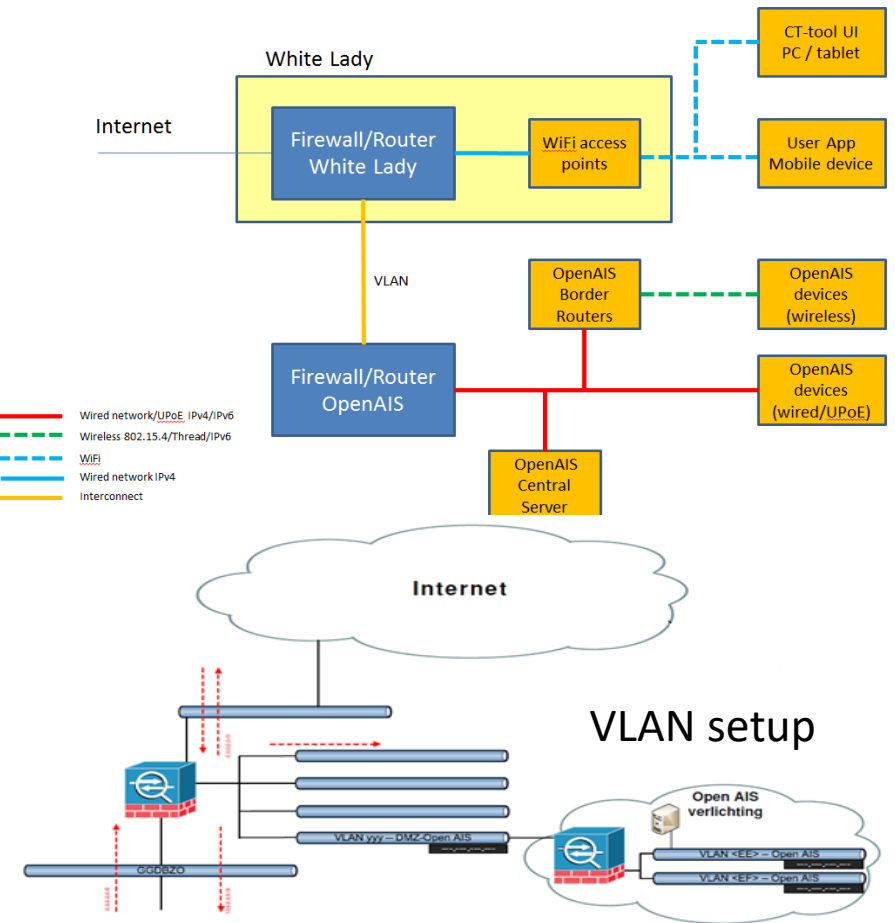 White Lady
Internet
Firewall/Router
White Lady
WiFi access
points
CT-tool UI
PC / tablet
User App
Mobile device
VLAN
OpenAIS
Border
Routers
OpenAIS
devices
(wireless)
Firewall/Router
OpenAIS
OpenAIS
devices
(wired/UPoE)
OpenAIS
Central
Server
Wired network/UPoE IPv4/IPv6
Wireless 802.15.4/Thread/IPv6
WiFi
Wired network IPv4
Interconnect
Internet
VLAN setup
VLAN yyy – DMZ-Open AIS
Open AIS
verlichting
VLAN <EE> – Open AIS
VLAN <EF> – Open AIS
GGDBZO